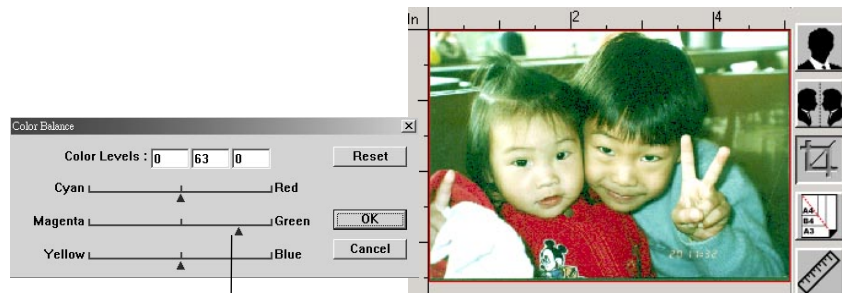 Color Balance
Color Levels : 0 63 0
Reset
Cyan Red
Magenta Green
OK
Yellow Blue
Cancel
In 2 4
A4
B4
A3